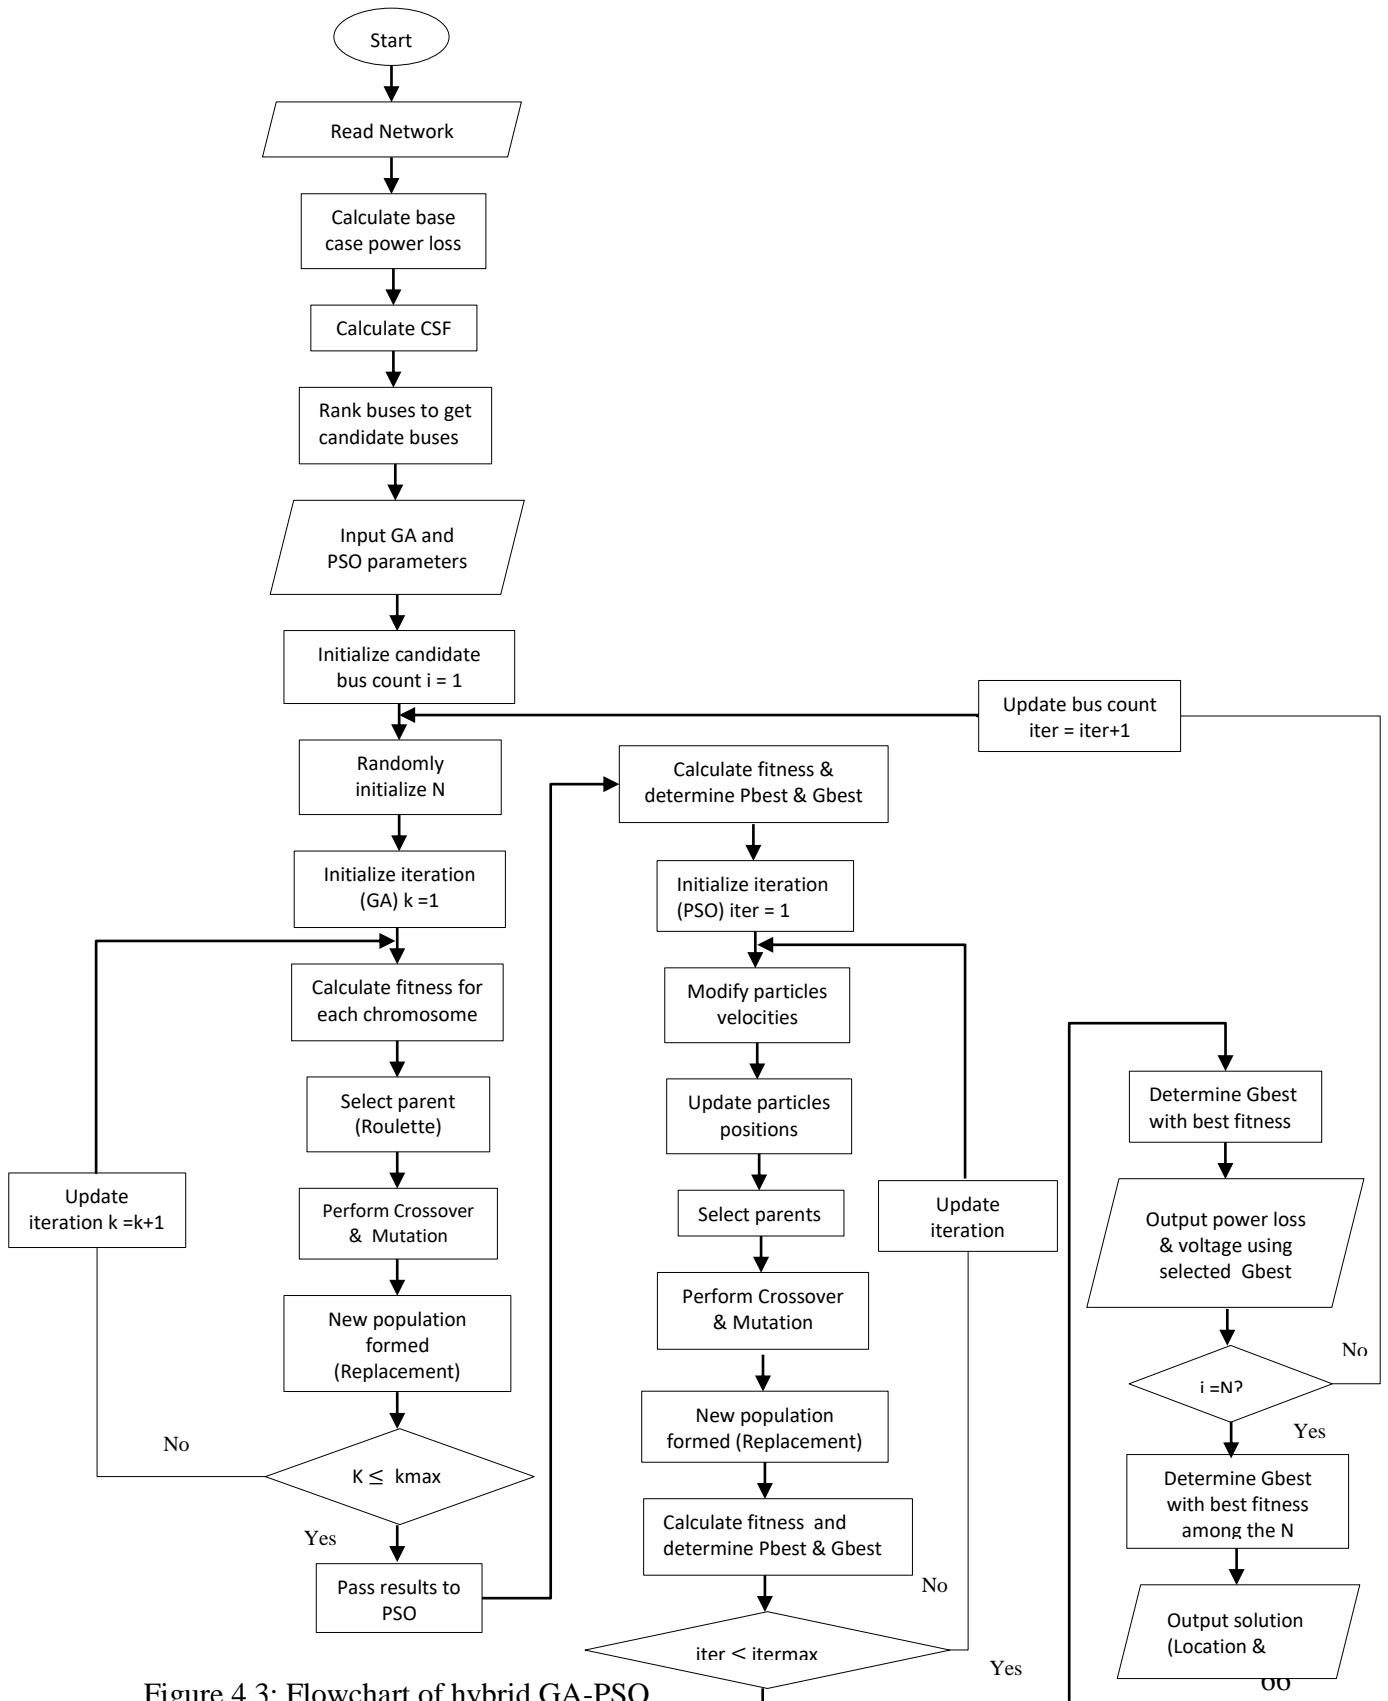 Start
Read Network
Calculate base
case power loss
Calculate CSF
Rank buses to get
candidate buses
Input GA and
PSO parameters
Initialize candidate
bus count i = 1
Randomly
initialize N
Initialize iteration
(GA) k =1
Calculate fitness for
each chromosome
Select parent
(Roulette)
Update
iteration k =k+1
Perform Crossover
& Mutation
New population
formed
(Replacement)
No
K ≤ kmax
Yes
Pass results to
PSO
Calculate fitness &
determine Pbest & Gbest
Initialize iteration
(PSO) iter = 1
Modify particles
velocities
Update particles
positions
Select parents
Update
iteration
Perform Crossover
& Mutation
New population
formed (Replacement)
Calculate fitness and
determine Pbest & Gbest
No
iter < itermax
Yes
Update bus count
iter = iter+1
Determine Gbest
with best fitness
Output power loss
& voltage using
selected Gbest
No
i =N?
Yes
Determine Gbest
with best fitness
among the N
Output solution
(Location &
Figure 4.3: Flowchart of hybrid GA-PSO